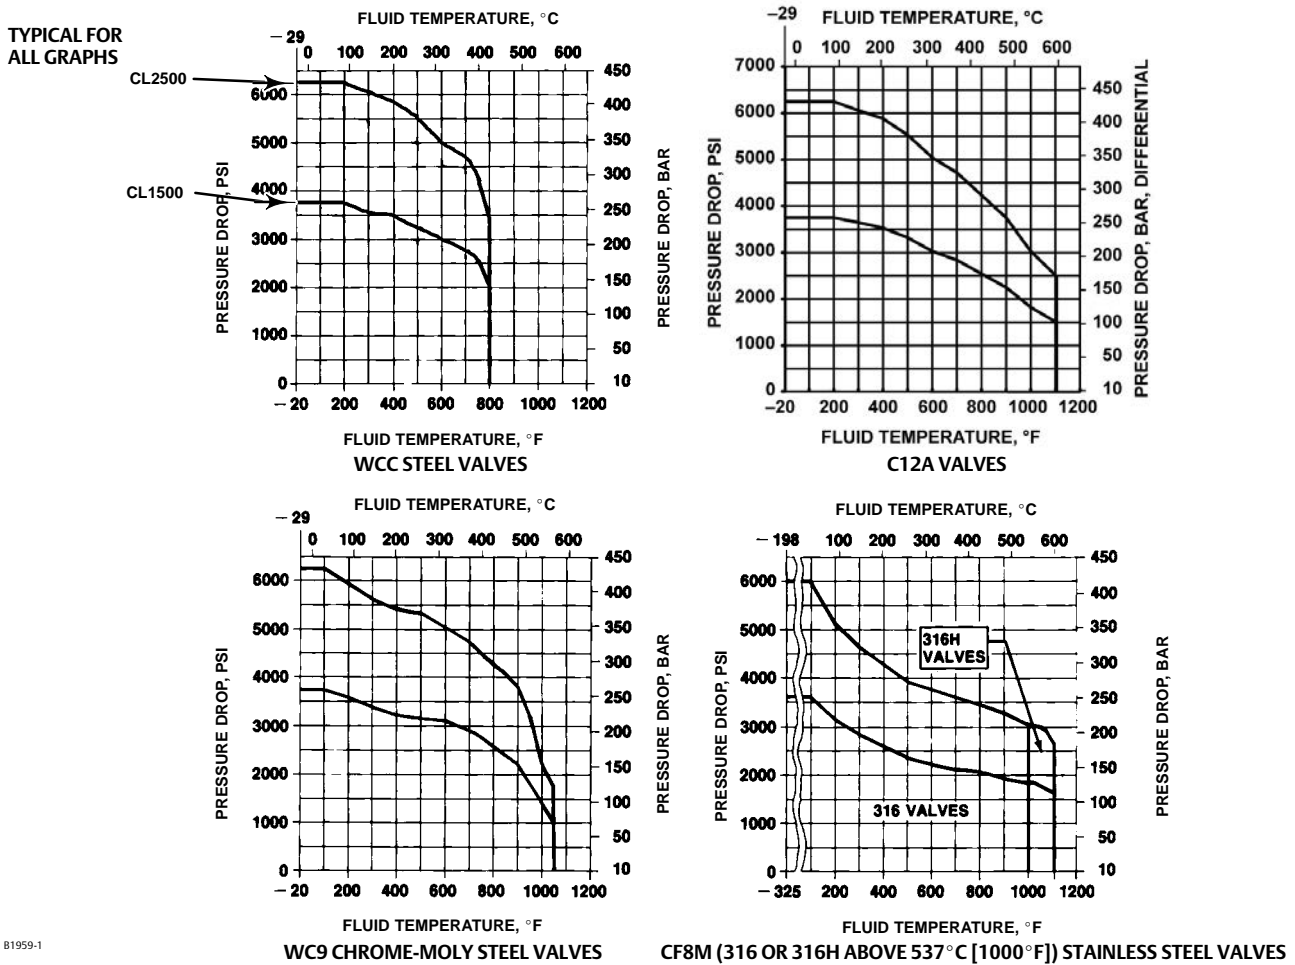 TYPICAL FOR
ALL GRAPHS
CL2500
CL1500
FLUID TEMPERATURE, °C
−29
0 100 200 300 400 500 600
6000
5000
4000
3000
2000
1000
0
PRESSURE DROP, PSI
450
400
350
300
250
200
150
100
50
10
PRESSURE DROP, BAR
−20 200 400 600 800 1000 1200
FLUID TEMPERATURE, °F
WCC STEEL VALVES
FLUID TEMPERATURE, °C
−29
0 100 200 300 400 500 600
7000
6000
5000
4000
3000
2000
1000
0
PRESSURE DROP, PSI
450
400
350
300
250
200
150
100
50
10
PRESSURE DROP, BAR, DIFFERENTIAL
−20 200 400 600 800 1000 1200
FLUID TEMPERATURE, °F
C12A VALVES
FLUID TEMPERATURE, °C
−29
0 100 200 300 400 500 600
6000
5000
4000
3000
2000
1000
0
PRESSURE DROP, PSI
450
400
350
300
250
200
150
100
50
10
PRESSURE DROP, BAR
−20 200 400 600 800 1000 1200
FLUID TEMPERATURE, °F
WC9 CHROME-MOLY STEEL VALVES
FLUID TEMPERATURE, °C
−198 100 200 300 400 500 600
6000
5000
4000
3000
2000
1000
0
PRESSURE DROP, PSI
316H
VALVES
316 VALVES
450
400
350
300
250
200
150
100
50
10
PRESSURE DROP, BAR
−325 200 400 600 800 1000 1200
FLUID TEMPERATURE, °F
CF8M (316 OR 316H ABOVE 537°C [1000°F]) STAINLESS STEEL VALVES
B1959-1